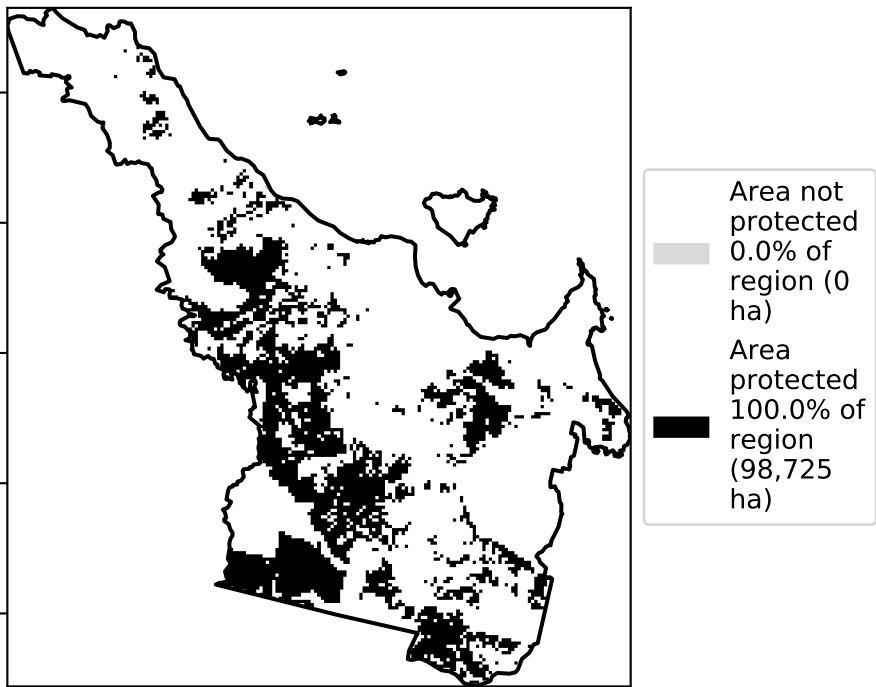 Area not
protected
0.0% of
region (0
ha)
Area
protected
100.0% of
region
(98,725
ha)